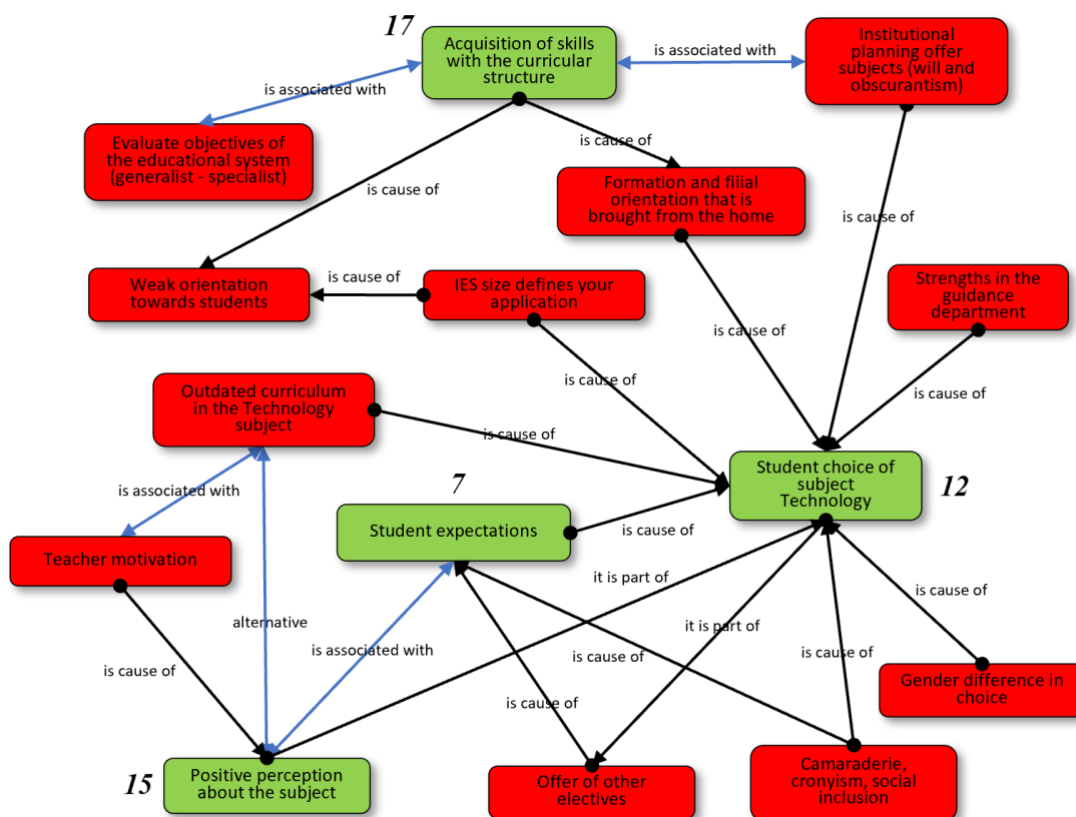 17
Acquisition of skills
with the curricular
structure
is associated with
Institutional
planning offer
subjects (will and
obscurantism)
is associated with
Evaluate objectives of
the educational system
(generalist - specialist)
is cause of
Formation and filial
orientation that is
brought from the home
is cause of
is cause of
Weak orientation
towards students
is cause of
IES size defines your
application
Strengths in the
guidance
department
is cause of
is cause of
is cause of
Outdated curriculum
in the Technology
subject
is cause of
Student choice of
subject
Technology
12
is associated with
7
Student expectations
is cause of
Teacher motivation
it is part of
is cause of
alternative
it is part of
is associated with
is cause of
is cause of
is cause of
Gender difference in
choice
is cause of
15
Positive perception
about the subject
Offer of other
electives
Camaraderie,
cronyism, social
inclusion